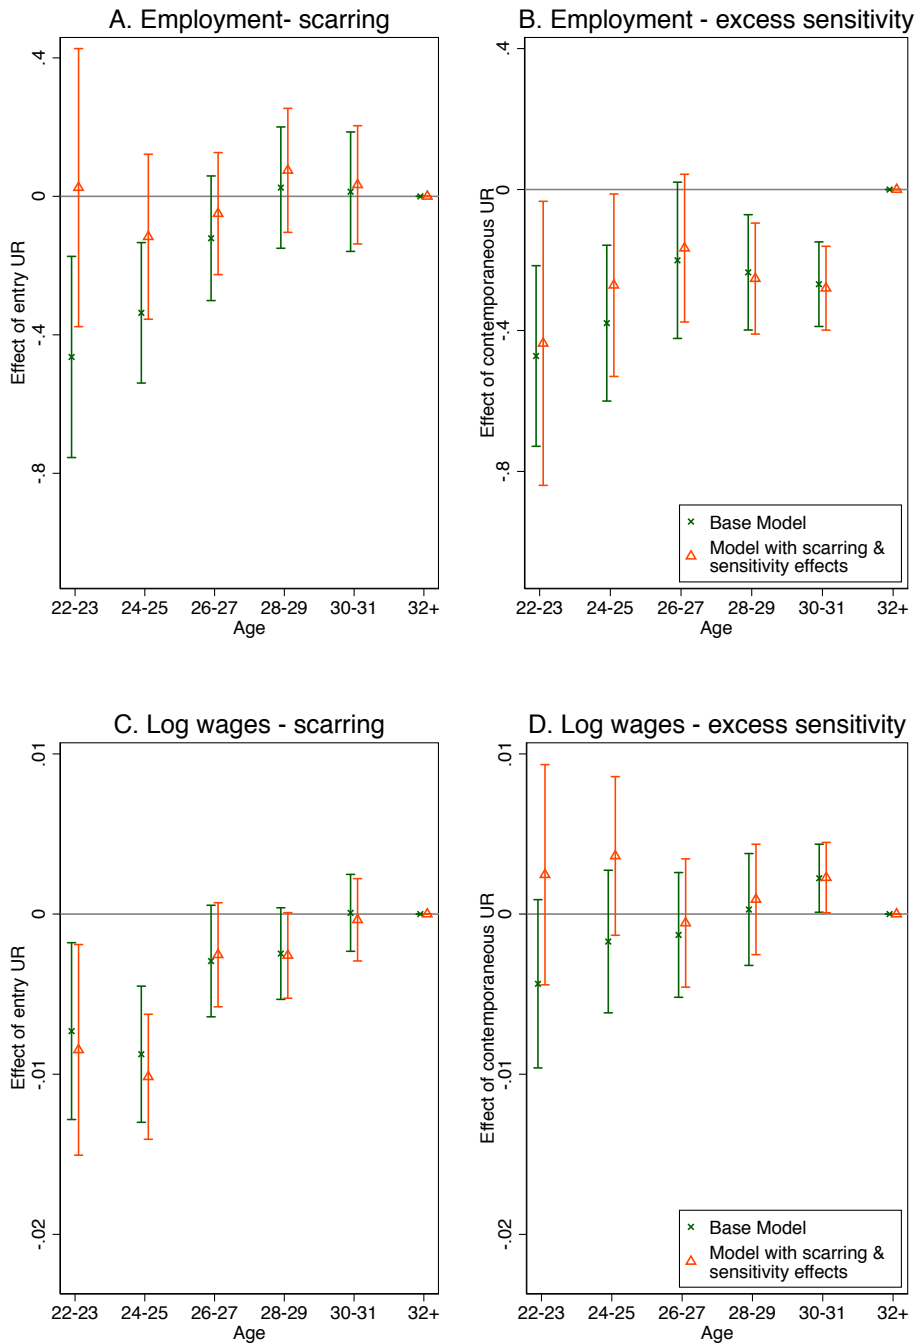 A. Employment- scarring
Effect of entry UR
.4
0
-.4
-.8
22-23 24-25 26-27 28-29 30-31 32+
Age
B. Employment - excess sensitivity
Effect of contemporaneous UR
.4
0
-.4
-.8
Base Model
Model with scarring &
sensitivity effects
22-23 24-25 26-27 28-29 30-31 32+
Age
C. Log wages - scarring
Effect of entry UR
.01
0
-.01
-.02
22-23 24-25 26-27 28-29 30-31 32+
Age
D. Log wages - excess sensitivity
Effect of contemporaneous UR
.01
0
-.01
-.02
Base Model
Model with scarring &
sensitivity effects
22-23 24-25 26-27 28-29 30-31 32+
Age